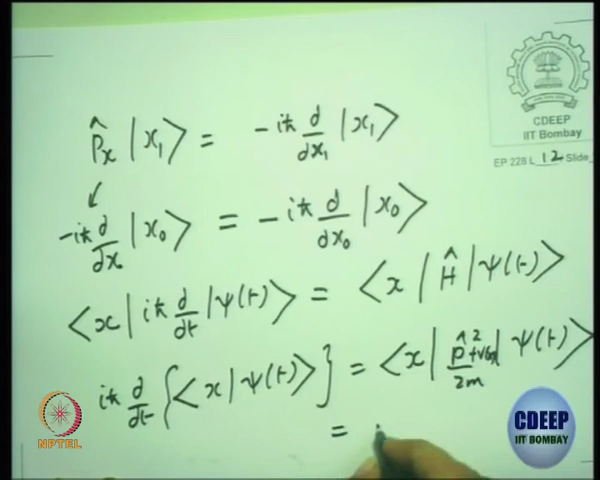 CDEEP
IIT Bombay
EP 228 L 12 Slide
p̂ₓ |x₁⟩ = -iħ d/dx₁ |x₁⟩
↙
-iħ d/dx |x₀⟩ = -iħ d/dx₀ |x₀⟩
⟨x| iħ d/dt |ψ(t)⟩ = ⟨x| Ĥ |ψ(t)⟩
iħ d/dt {⟨x|ψ(t)⟩} = ⟨x| p̂²/2m + V(x) | ψ(t)⟩
=
NPTEL
CDEEP
IIT BOMBAY